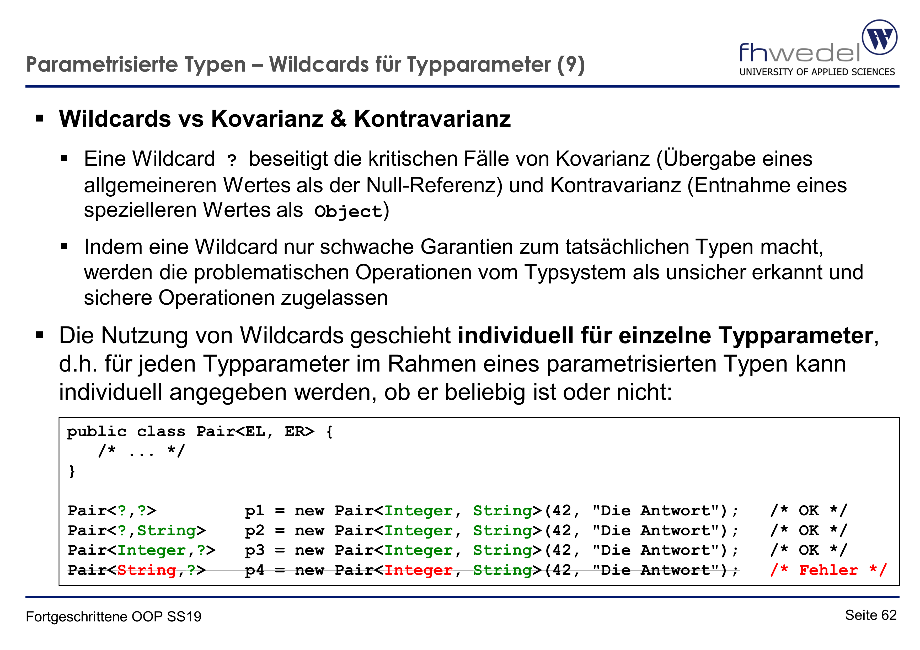 Parametrisierte Typen – Wildcards für Typparameter (9)
fhwedel
W
UNIVERSITY OF APPLIED SCIENCES
▪ Wildcards vs Kovarianz & Kontravarianz
▪ Eine Wildcard ? beseitigt die kritischen Fälle von Kovarianz (Übergabe eines
allgemeineren Wertes als der Null-Referenz) und Kontravarianz (Entnahme eines
spezielleren Wertes als Object)
▪ Indem eine Wildcard nur schwache Garantien zum tatsächlichen Typen macht,
werden die problematischen Operationen vom Typsystem als unsicher erkannt und
sichere Operationen zugelassen
▪ Die Nutzung von Wildcards geschieht individuell für einzelne Typparameter,
d.h. für jeden Typparameter im Rahmen eines parametrisierten Typen kann
individuell angegeben werden, ob er beliebig ist oder nicht:
public class Pair<EL, ER> {
/* ... */
}
Pair<?,?> p1 = new Pair<Integer, String>(42, "Die Antwort"); /* OK */
Pair<?,String> p2 = new Pair<Integer, String>(42, "Die Antwort"); /* OK */
Pair<Integer,?> p3 = new Pair<Integer, String>(42, "Die Antwort"); /* OK */
Pair<String,?> p4 = new Pair<Integer, String>(42, "Die Antwort"); /* Fehler */
Fortgeschrittene OOP SS19
Seite 62